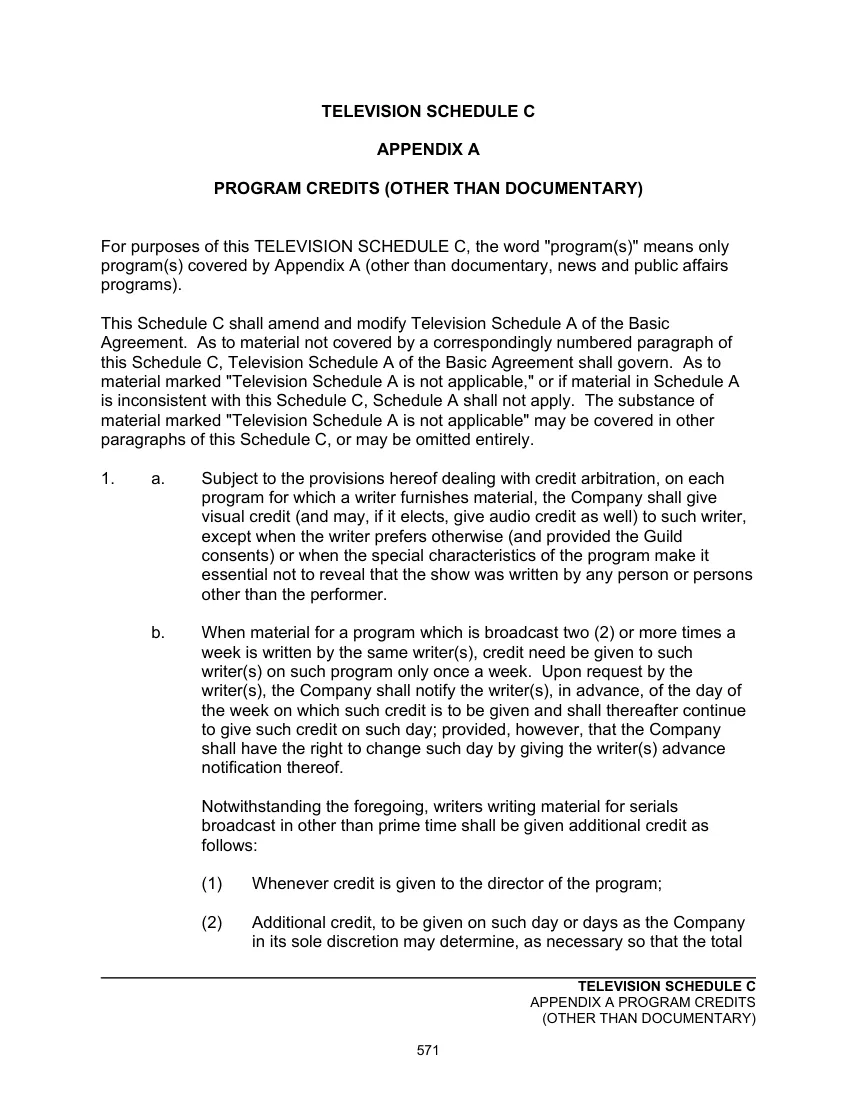 TELEVISION SCHEDULE C
APPENDIX A
PROGRAM CREDITS (OTHER THAN DOCUMENTARY)
For purposes of this TELEVISION SCHEDULE C, the word "program(s)" means only
program(s) covered by Appendix A (other than documentary, news and public affairs
programs).
This Schedule C shall amend and modify Television Schedule A of the Basic
Agreement.  As to material not covered by a correspondingly numbered paragraph of
this Schedule C, Television Schedule A of the Basic Agreement shall govern.  As to
material marked "Television Schedule A is not applicable," or if material in Schedule A
is inconsistent with this Schedule C, Schedule A shall not apply.  The substance of
material marked "Television Schedule A is not applicable" may be covered in other
paragraphs of this Schedule C, or may be omitted entirely.
1. a. Subject to the provisions hereof dealing with credit arbitration, on each
program for which a writer furnishes material, the Company shall give
visual credit (and may, if it elects, give audio credit as well) to such writer,
except when the writer prefers otherwise (and provided the Guild
consents) or when the special characteristics of the program make it
essential not to reveal that the show was written by any person or persons
other than the performer.
b. When material for a program which is broadcast two (2) or more times a
week is written by the same writer(s), credit need be given to such
writer(s) on such program only once a week.  Upon request by the
writer(s), the Company shall notify the writer(s), in advance, of the day of
the week on which such credit is to be given and shall thereafter continue
to give such credit on such day; provided, however, that the Company
shall have the right to change such day by giving the writer(s) advance
notification thereof.
Notwithstanding the foregoing, writers writing material for serials
broadcast in other than prime time shall be given additional credit as
follows:
(1) Whenever credit is given to the director of the program;
(2) Additional credit, to be given on such day or days as the Company
in its sole discretion may determine, as necessary so that the total
TELEVISION SCHEDULE C
APPENDIX A PROGRAM CREDITS
(OTHER THAN DOCUMENTARY)
571